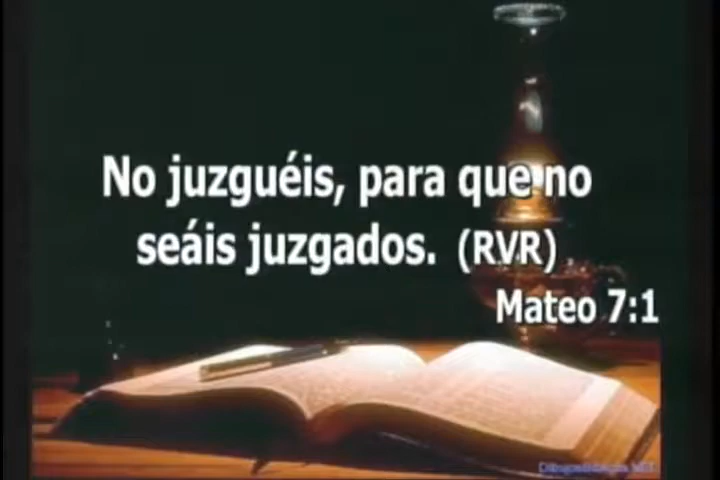 No juzguéis, para que no
seáis juzgados. (RVR)
Mateo 7:1